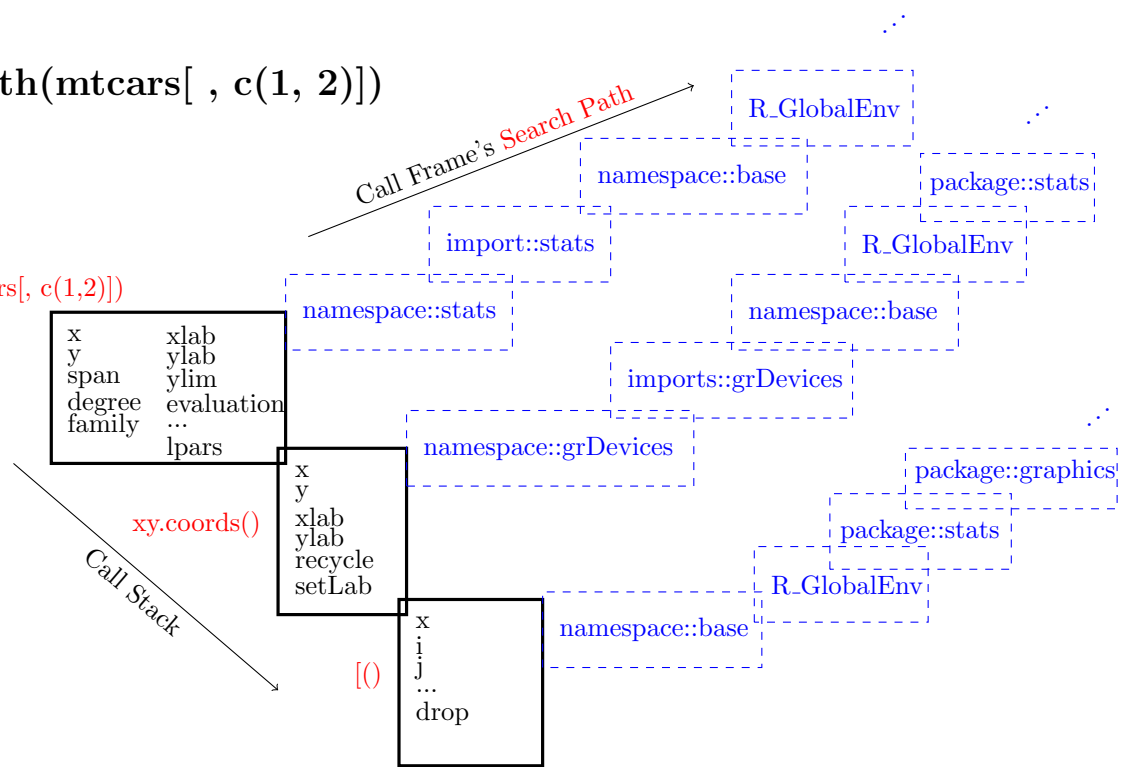 th(mtcars[ , c(1, 2)])
Call Frame's Search Path
R_GlobalEnv
namespace::base
package::stats
import::stats
R_GlobalEnv
rs[, c(1,2)])
namespace::stats
namespace::base
x
y
span
degree
family
xlab
ylab
ylim
evaluation
...
lpars
imports::grDevices
namespace::grDevices
package::graphics
x
y
xlab
ylab
recycle
setLab
xy.coords()
package::stats
Call Stack
R_GlobalEnv
namespace::base
x
i
j
...
drop
[()